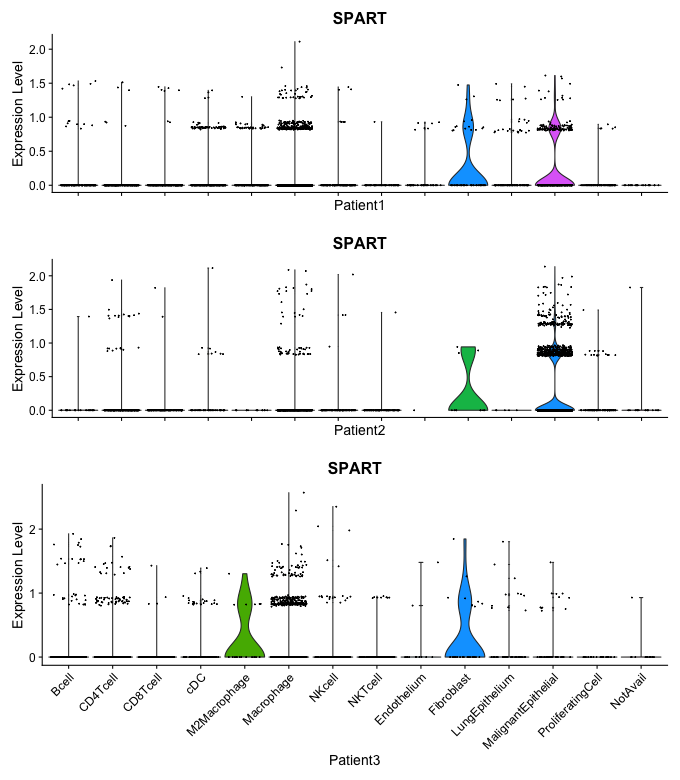 SPART
Expression Level
2.0
1.5
1.0
0.5
0.0
Patient1
SPART
Expression Level
2.0
1.5
1.0
0.5
0.0
Patient2
SPART
Expression Level
2
1
0
Bcell
CD4Tcell
CD8Tcell
cDC
M2Macrophage
Macrophage
NKcell
NKTcell
Endothelium
Fibroblast
LungEpithelium
MalignantEpithelial
ProliferatingCell
NotAvail
Patient3